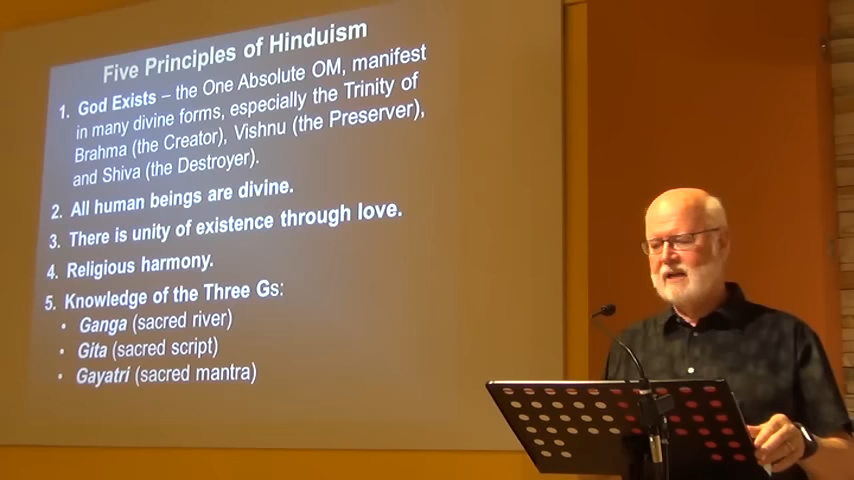 Five Principles of Hinduism
1. God Exists – the One Absolute OM, manifest
in many divine forms, especially the Trinity of
Brahma (the Creator), Vishnu (the Preserver),
and Shiva (the Destroyer).
2. All human beings are divine.
3. There is unity of existence through love.
4. Religious harmony.
5. Knowledge of the Three Gs:
• Ganga (sacred river)
• Gita (sacred script)
• Gayatri (sacred mantra)